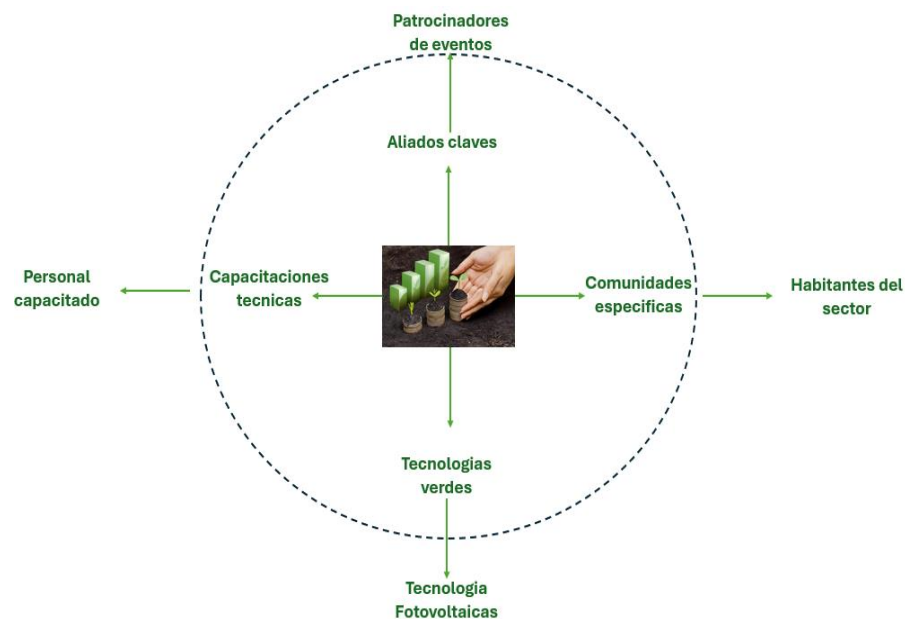 Patrocinadores
de eventos
Aliados claves
Personal
capacitado
Capacitaciones
tecnicas
Comunidades
especificas
Habitantes del
sector
Tecnologias
verdes
Tecnologia
Fotovoltaicas